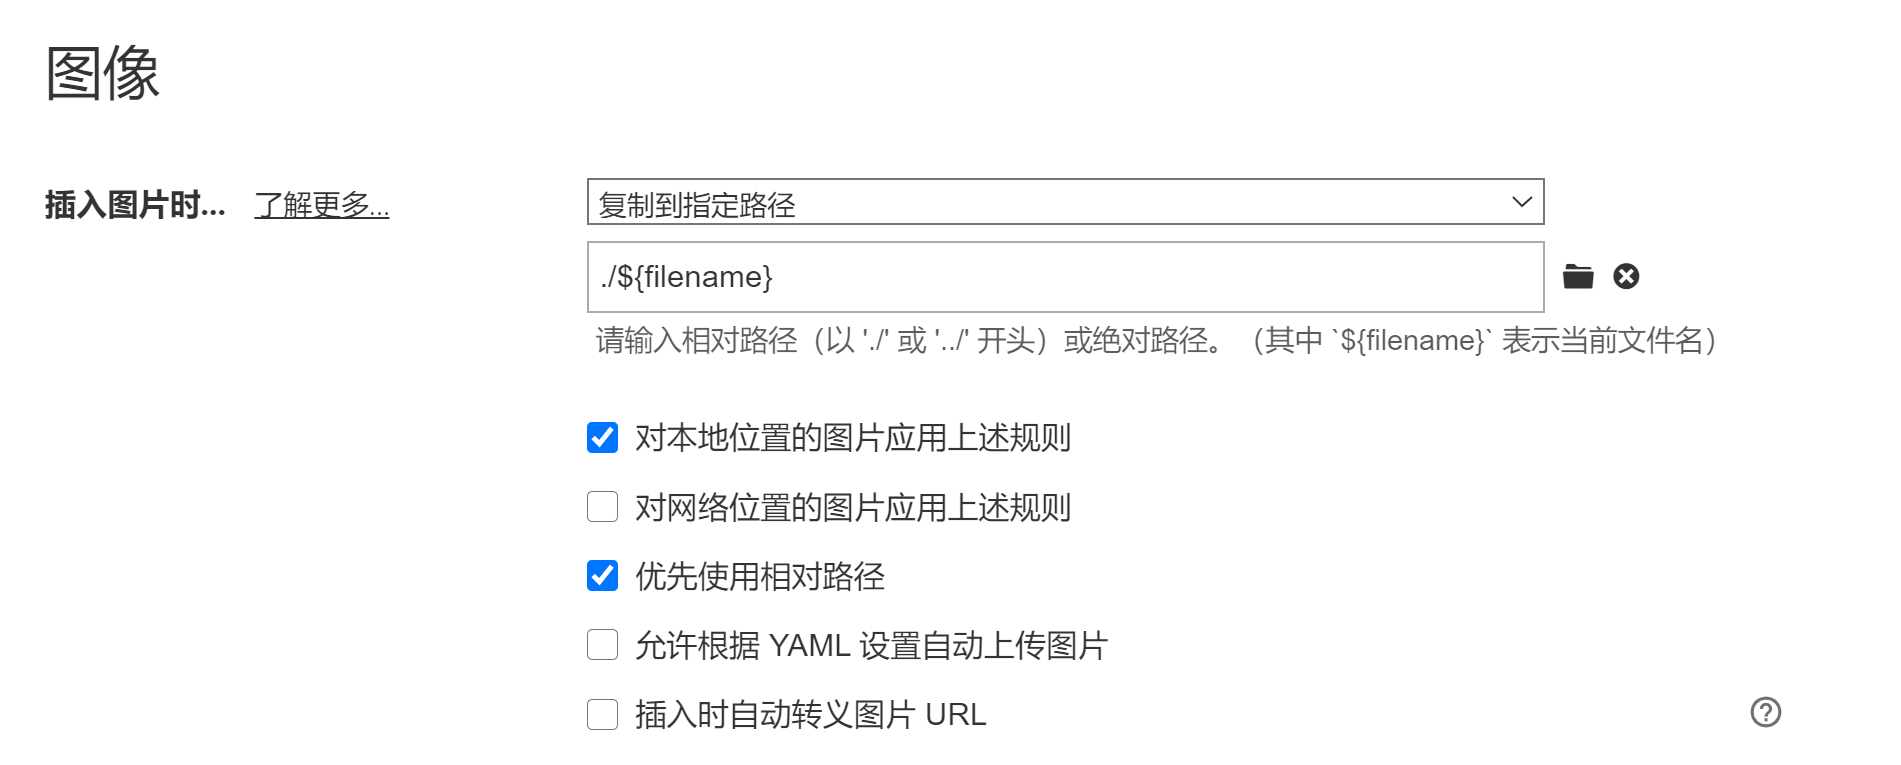 图像
插入图片时... 了解更多...
复制到指定路径
./${filename}
请输入相对路径（以 './' 或 '../' 开头）或绝对路径。（其中 `${filename}` 表示当前文件名）
对本地位置的图片应用上述规则
对网络位置的图片应用上述规则
优先使用相对路径
允许根据 YAML 设置自动上传图片
插入时自动转义图片 URL